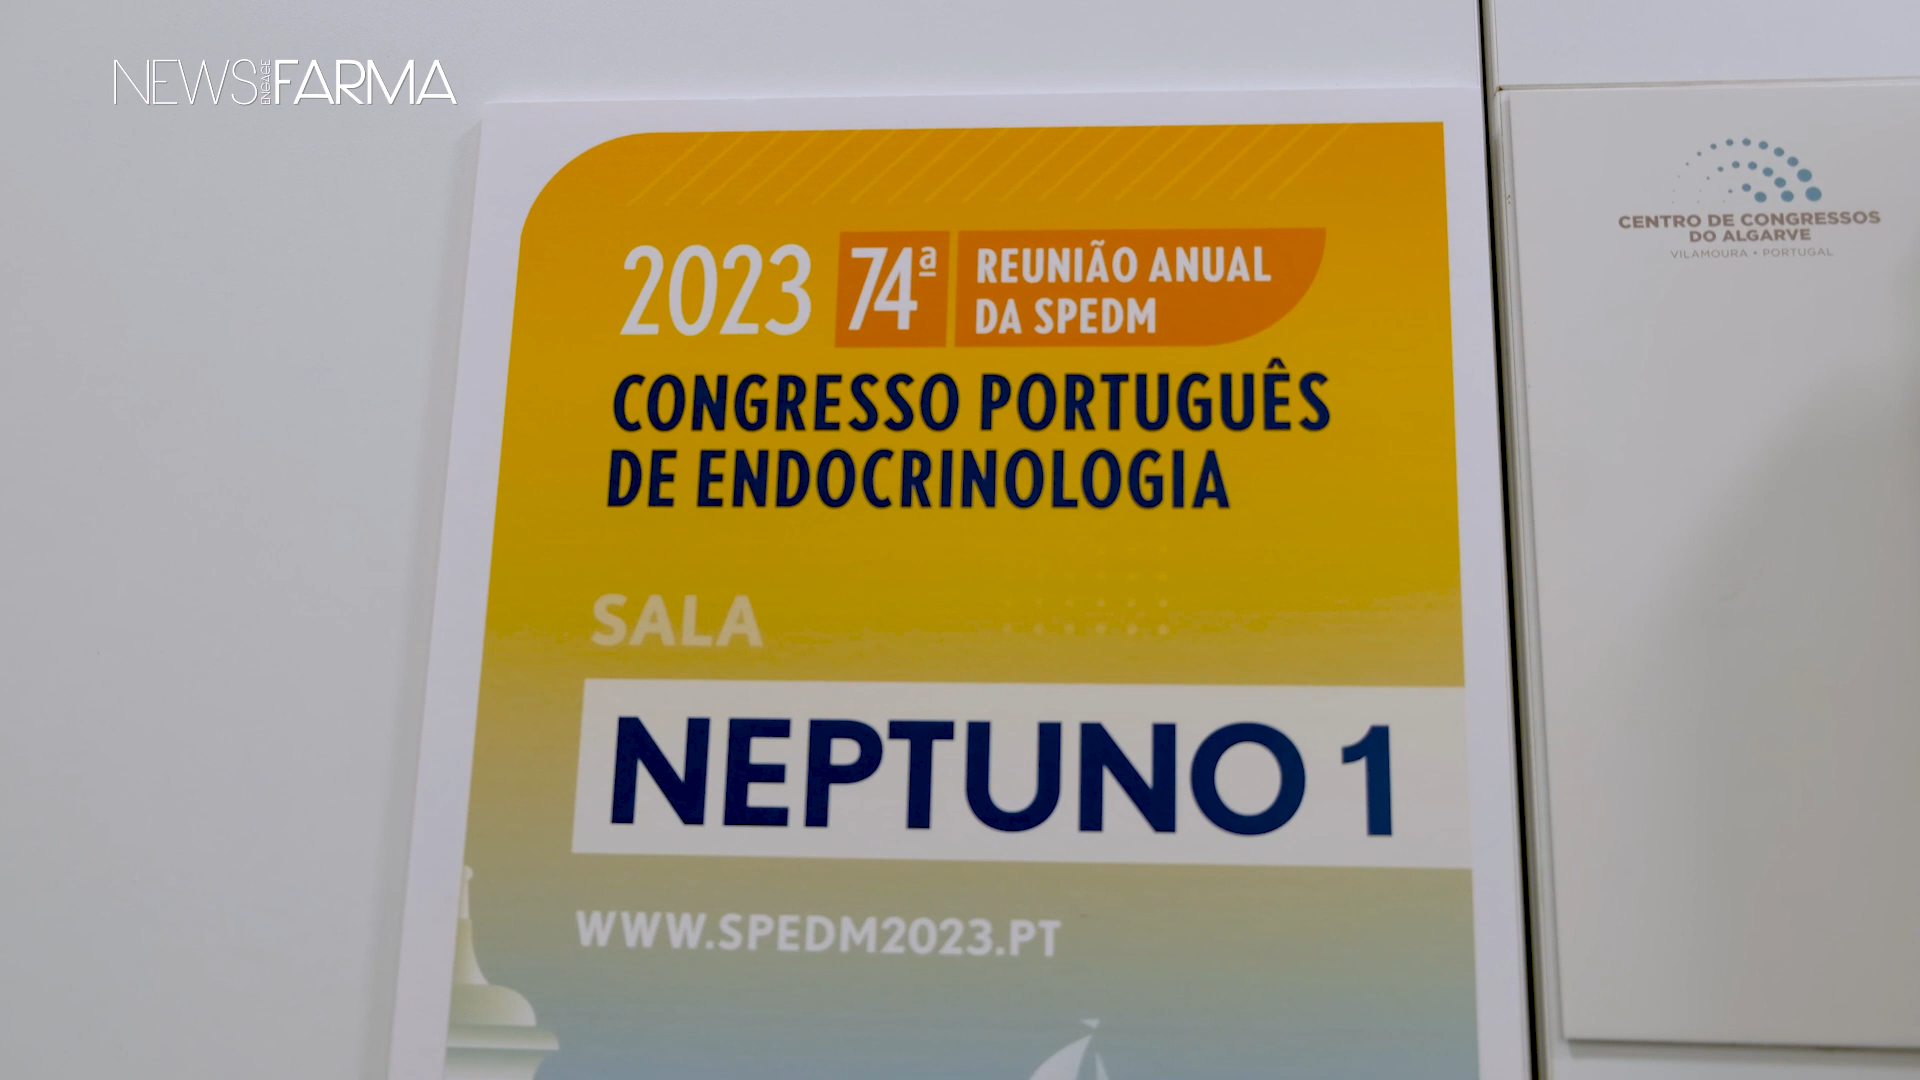 NEWS ENGAGE FARMA
2023 74ª REUNIÃO ANUAL
DA SPEDM
CONGRESSO PORTUGUÊS
DE ENDOCRINOLOGIA
SALA
NEPTUNO 1
WWW.SPEDM2023.PT
CENTRO DE CONGRESSOS
DO ALGARVE
VILAMOURA • PORTUGAL